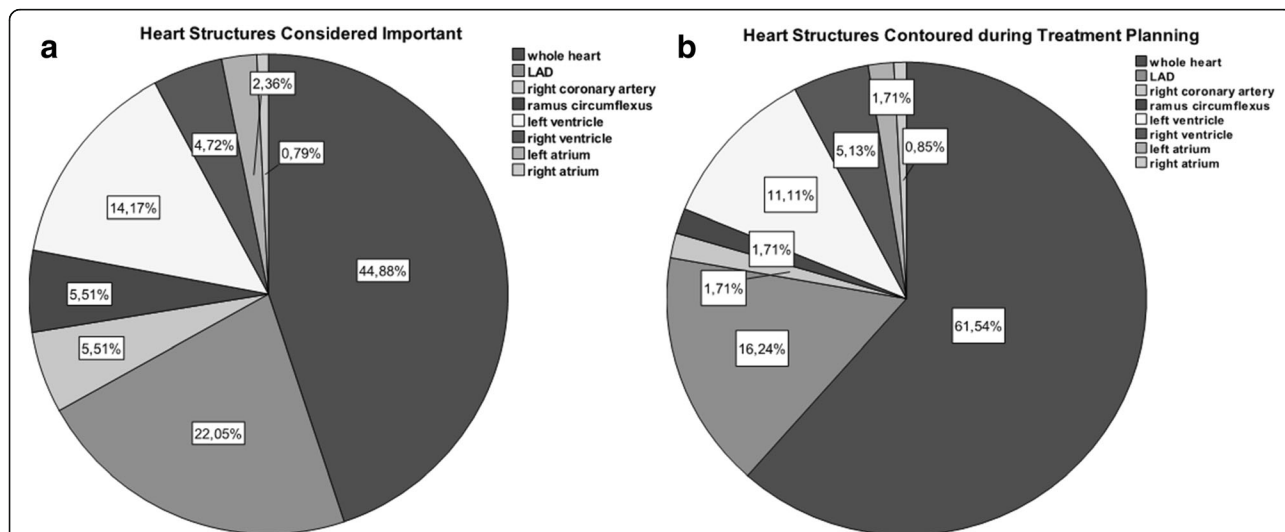 a
Heart Structures Considered Important
whole heart
LAD
right coronary artery
ramus circumflexus
left ventricle
right ventricle
left atrium
right atrium
2,36%
4,72%
0,79%
14,17%
44,88%
5,51%
5,51%
22,05%
b
Heart Structures Contoured during Treatment Planning
whole heart
LAD
right coronary artery
ramus circumflexus
left ventricle
right ventricle
left atrium
right atrium
1,71%
5,13%
0,85%
11,11%
1,71%
1,71%
61,54%
16,24%